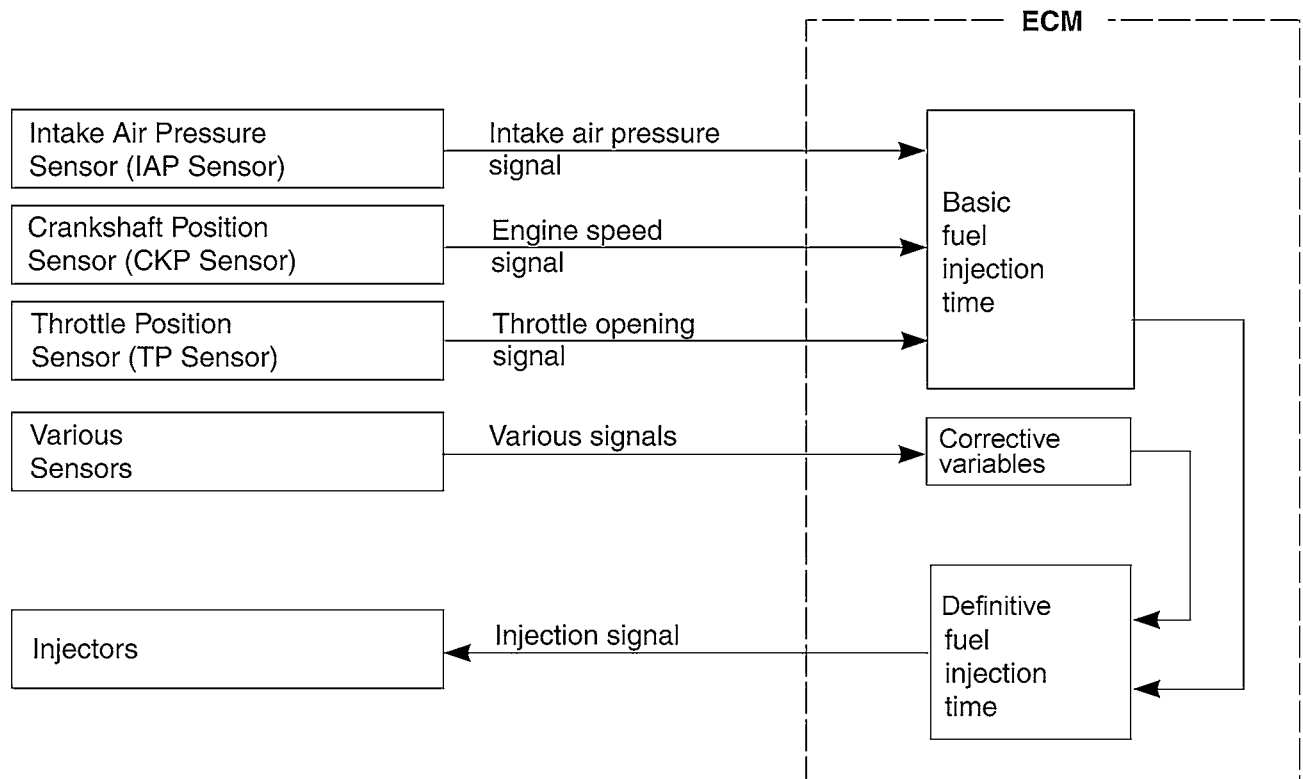 ECM
Intake Air Pressure
Sensor (IAP Sensor)
Intake air pressure
signal
Crankshaft Position
Sensor (CKP Sensor)
Engine speed
signal
Throttle Position
Sensor (TP Sensor)
Throttle opening
signal
Basic
fuel
injection
time
Various
Sensors
Various signals
Corrective
variables
Injectors
Injection signal
Definitive
fuel
injection
time